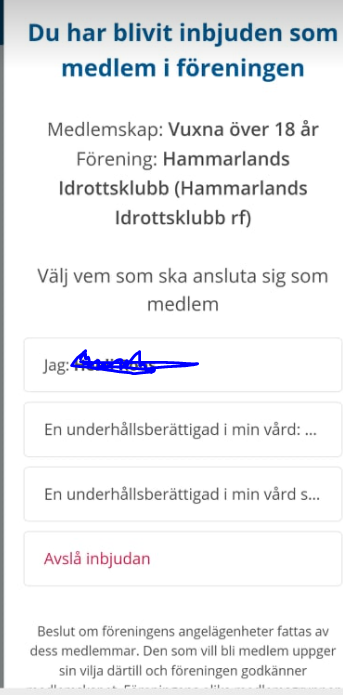 Du har blivit inbjuden som
medlem i föreningen
Medlemskap: Vuxna över 18 år
Förening: Hammarlands
Idrottsklubb (Hammarlands
Idrottsklubb rf)
Välj vem som ska ansluta sig som
medlem
Jag:
En underhållsberättigad i min vård: ...
En underhållsberättigad i min vård s...
Avslå inbjudan
Beslut om föreningens angelägenheter fattas av
dess medlemmar. Den som vill bli medlem uppger
sin vilja därtill och föreningen godkänner